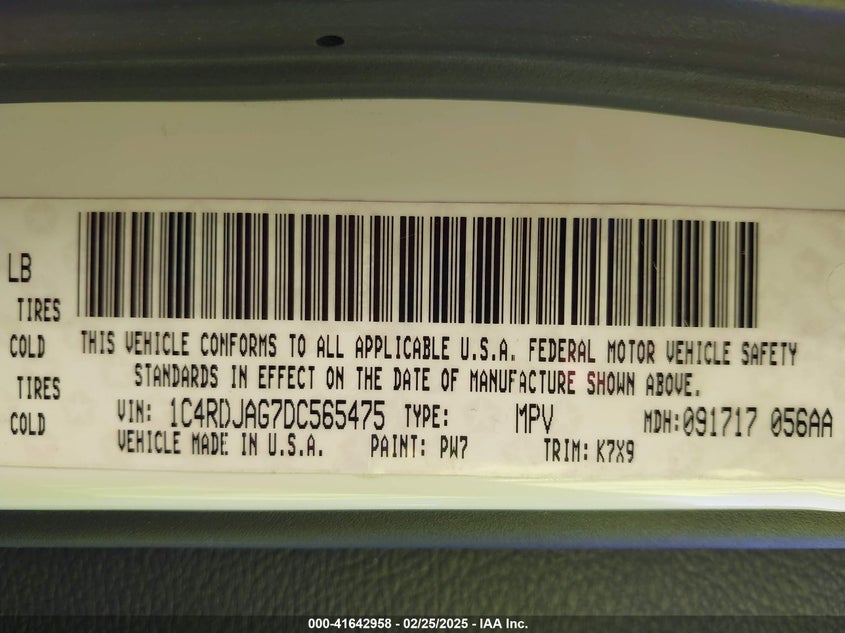 LB
TIRES
COLD
TIRES
COLD
THIS VEHICLE CONFORMS TO ALL APPLICABLE U.S.A. FEDERAL MOTOR VEHICLE SAFETY
STANDARDS IN EFFECT ON THE DATE OF MANUFACTURE SHOWN ABOVE.
VIN: 1C4RDJAG7DC565475 TYPE: MPV MDH:091717 056AA
VEHICLE MADE IN U.S.A. PAINT: PW7 TRIM: K7X9
000-41642958 - 02/25/2025 - IAA Inc.